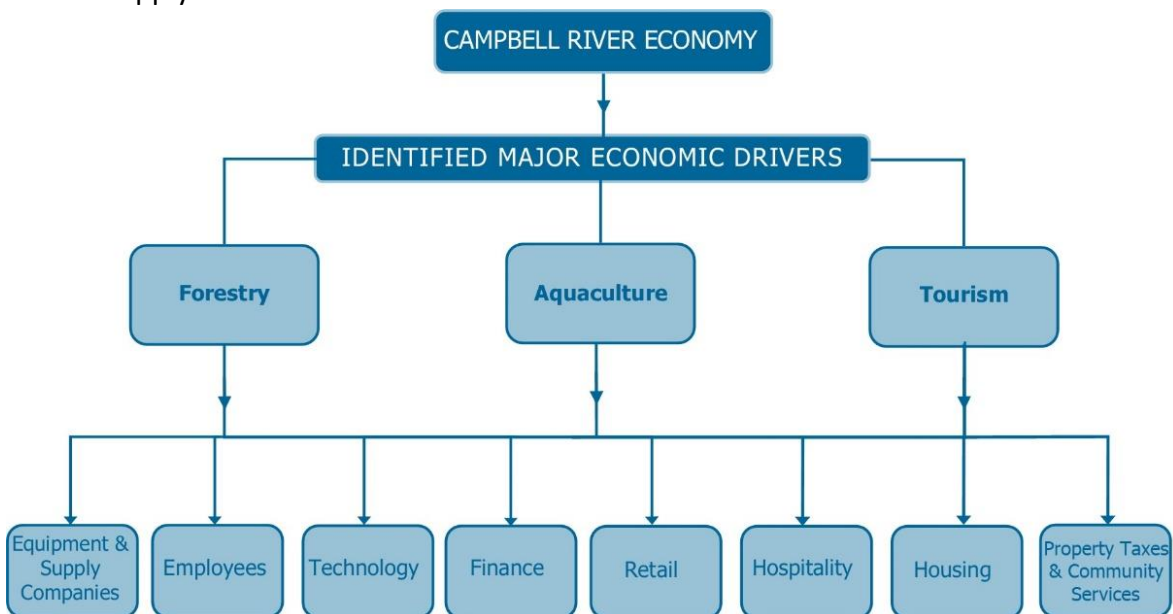 CAMPBELL RIVER ECONOMY
IDENTIFIED MAJOR ECONOMIC DRIVERS
Forestry
Aquaculture
Tourism
Equipment &
Supply
Companies
Employees
Technology
Finance
Retail
Hospitality
Housing
Property Taxes
& Community
Services